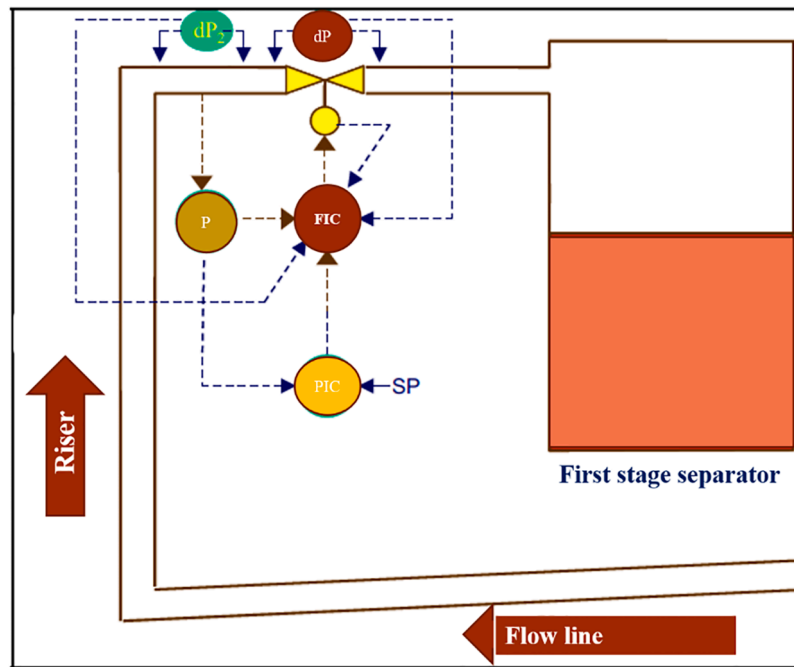 dP₂
dP
P
FIC
PIC
SP
Riser
First stage separator
Flow line